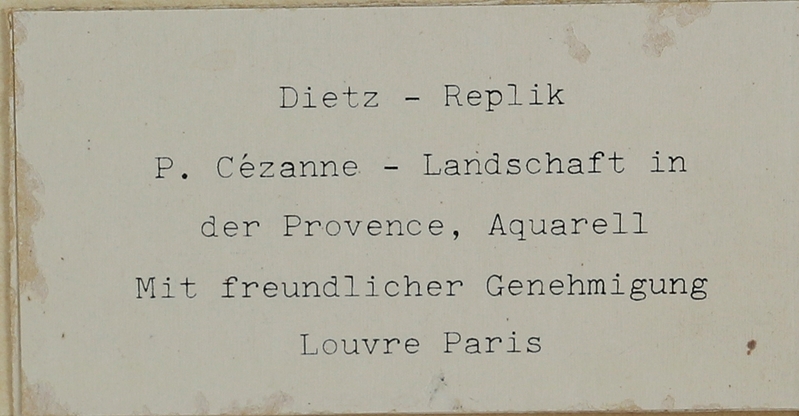 Dietz - Replik
P. Cézanne - Landschaft in
der Provence, Aquarell
Mit freundlicher Genehmigung
Louvre Paris